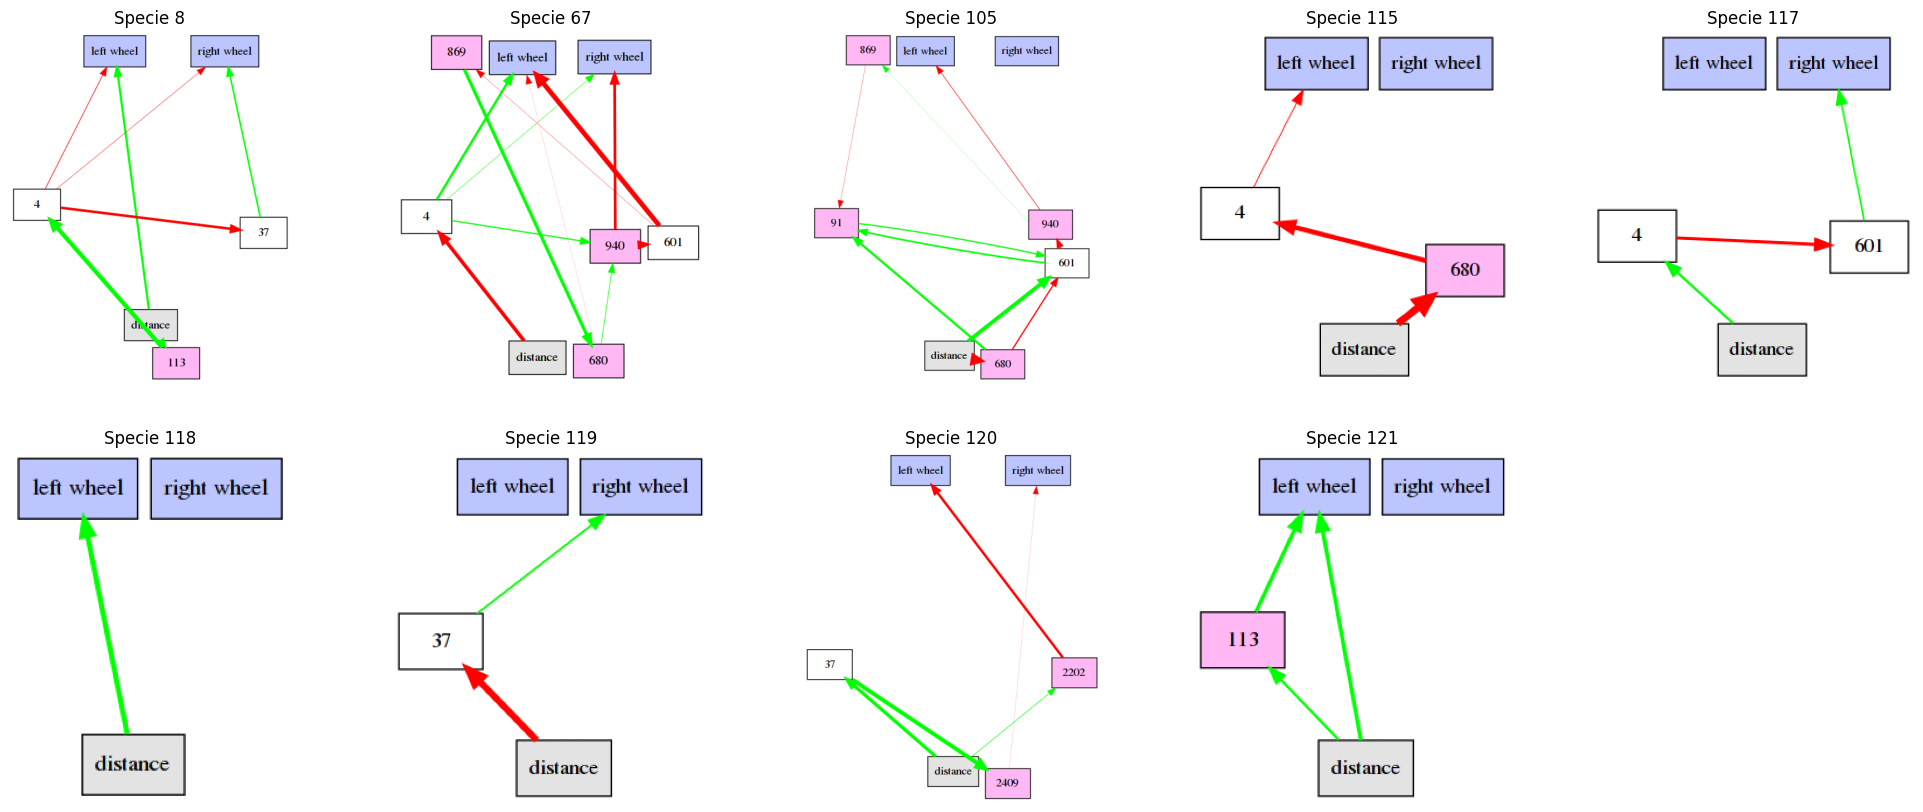 Specie 8
left wheel
right wheel
4
37
distance
113
Specie 67
869
left wheel
right wheel
4
940
601
distance
680
Specie 105
869
left wheel
right wheel
91
940
601
distance
680
Specie 115
left wheel
right wheel
4
680
distance
Specie 117
left wheel
right wheel
4
601
distance
Specie 118
left wheel
right wheel
distance
Specie 119
left wheel
right wheel
37
distance
Specie 120
left wheel
right wheel
37
2202
distance
2409
Specie 121
left wheel
right wheel
113
distance